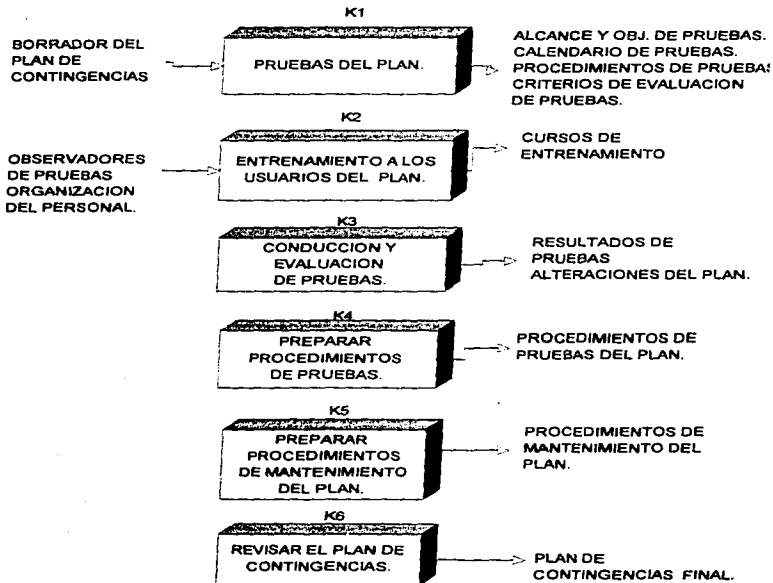 K1
BORRADOR DEL
PLAN DE
CONTINGENCIAS
PRUEBAS DEL PLAN.
ALCANCE Y OBJ. DE PRUEBAS.
CALENDARIO DE PRUEBAS.
PROCEDIMIENTOS DE PRUEBAS
CRITERIOS DE EVALUACION
DE PRUEBAS.
K2
OBSERVADORES
DE PRUEBAS
ORGANIZACION
DEL PERSONAL.
ENTRENAMIENTO A LOS
USUARIOS DEL PLAN.
CURSOS DE
ENTRENAMIENTO
K3
CONDUCCION Y
EVALUACION
DE PRUEBAS.
RESULTADOS DE
PRUEBAS
ALTERACIONES DEL PLAN.
K4
PREPARAR
PROCEDIMIENTOS
DE PRUEBAS.
PROCEDIMIENTOS DE
PRUEBAS DEL PLAN.
K5
PREPARAR
PROCEDIMIENTOS
DE MANTENIMIENTO
DEL PLAN.
PROCEDIMIENTOS DE
MANTENIMIENTO DEL
PLAN.
K6
REVISAR EL PLAN DE
CONTINGENCIAS.
PLAN DE
CONTINGENCIAS FINAL.